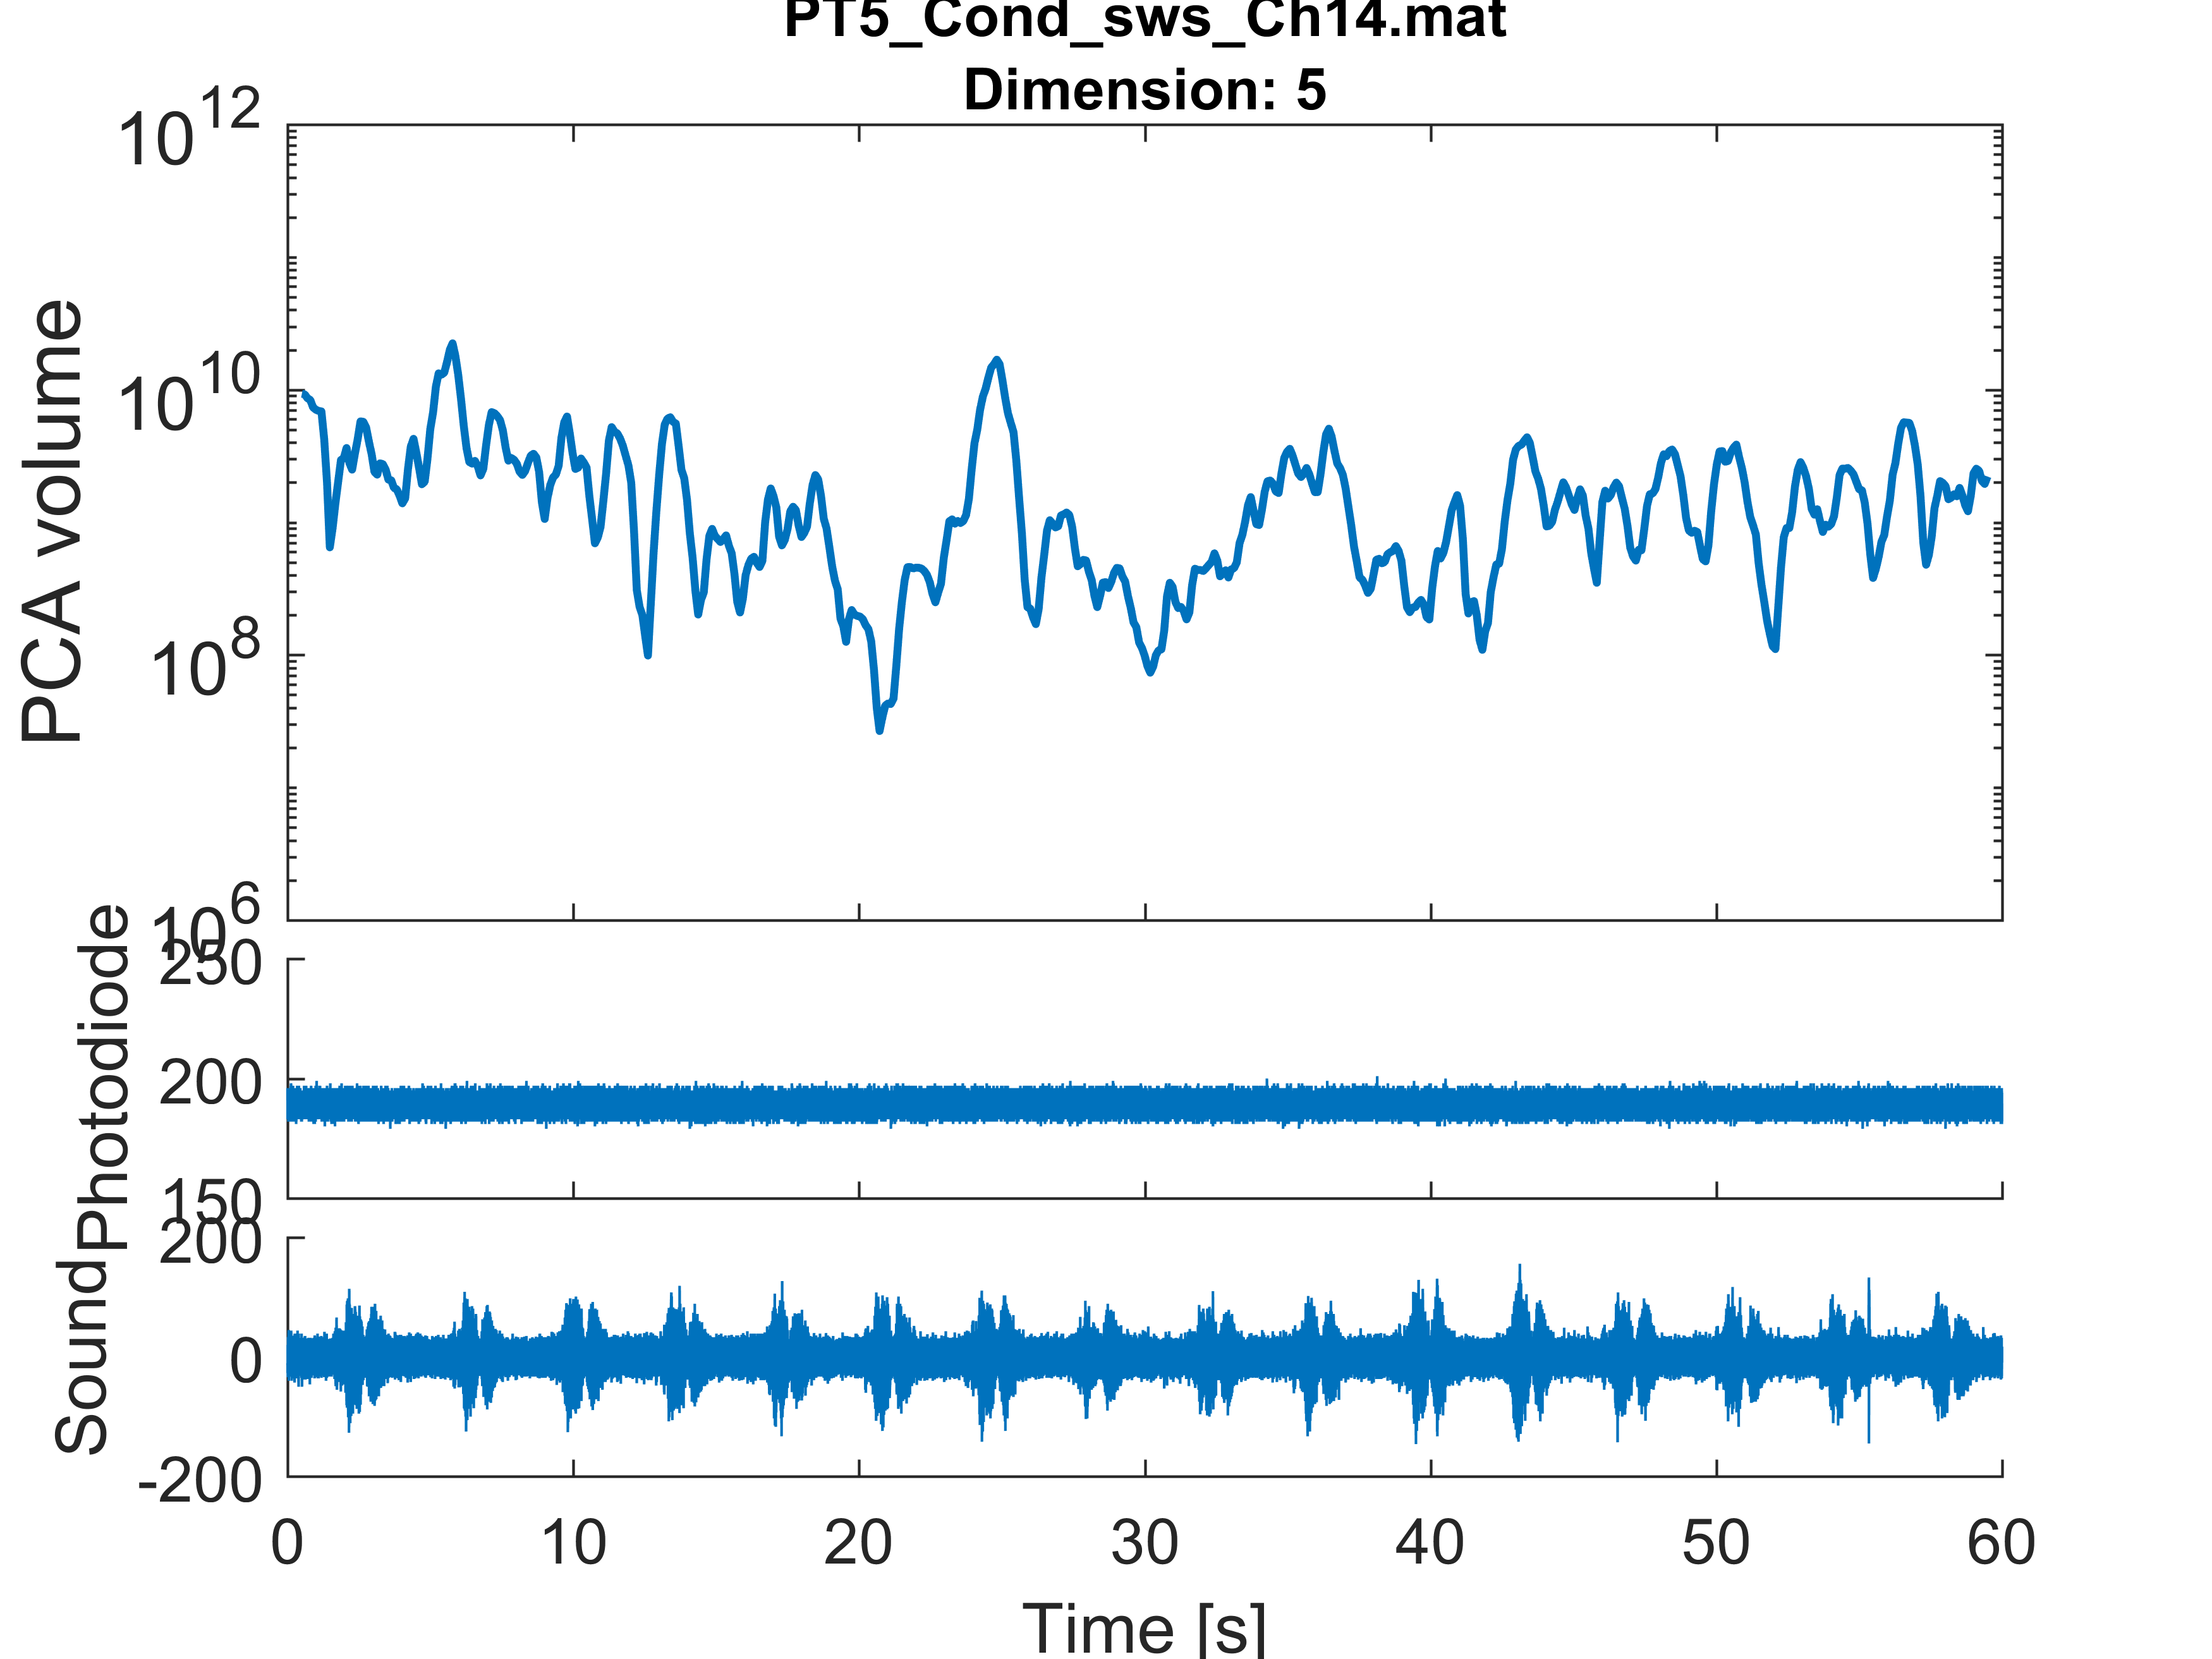 PT5_Cond_sws_Ch14.mat
Dimension: 5
PCA volume
10^12
10^10
10^8
10^6
Photodiode
250
200
150
Sound
200
0
-200
0 10 20 30 40 50 60
Time [s]